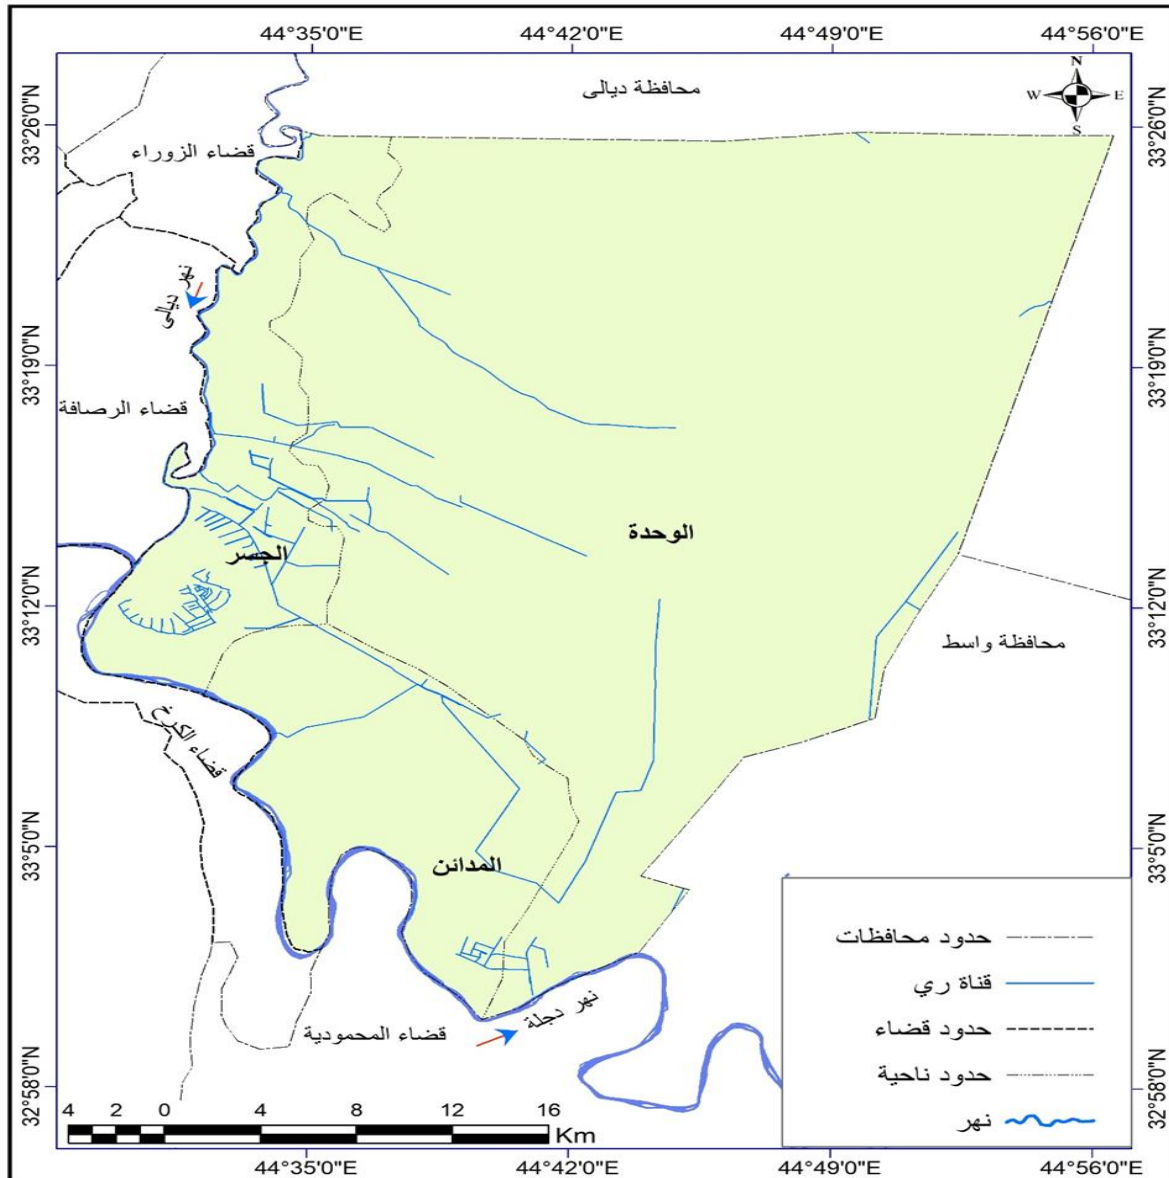 44°35'0"E 44°42'0"E 44°49'0"E 44°56'0"E
N
W E
S
محافظة ديالى
33°26'0"N 33°26'0"N
قضاء الزوراء
نهر ديالى
33°19'0"N 33°19'0"N
قضاء الرصافة
الوحدة
الجسر
33°12'0"N 33°12'0"N
محافظة واسط
قضاء الكرخ
33°5'0"N 33°5'0"N
المدائن
حدود محافظات
قناة ري
نهر دجلة
قضاء المحمودية
حدود قضاء
حدود ناحية
32°58'0"N 32°58'0"N
نهر
4 2 0 4 8 12 16
Km
44°35'0"E 44°42'0"E 44°49'0"E 44°56'0"E